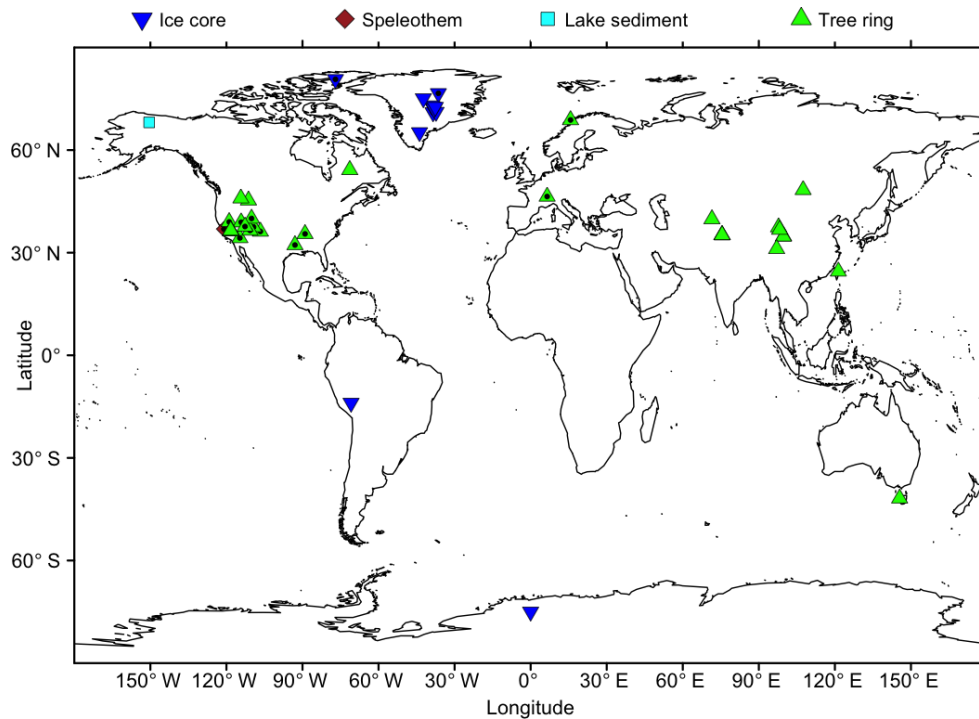 Ice core Speleothem Lake sediment Tree ring
60° N
30° N
0°
30° S
60° S
Latitude
150° W 120° W 90° W 60° W 30° W 0° 30° E 60° E 90° E 120° E 150° E
Longitude